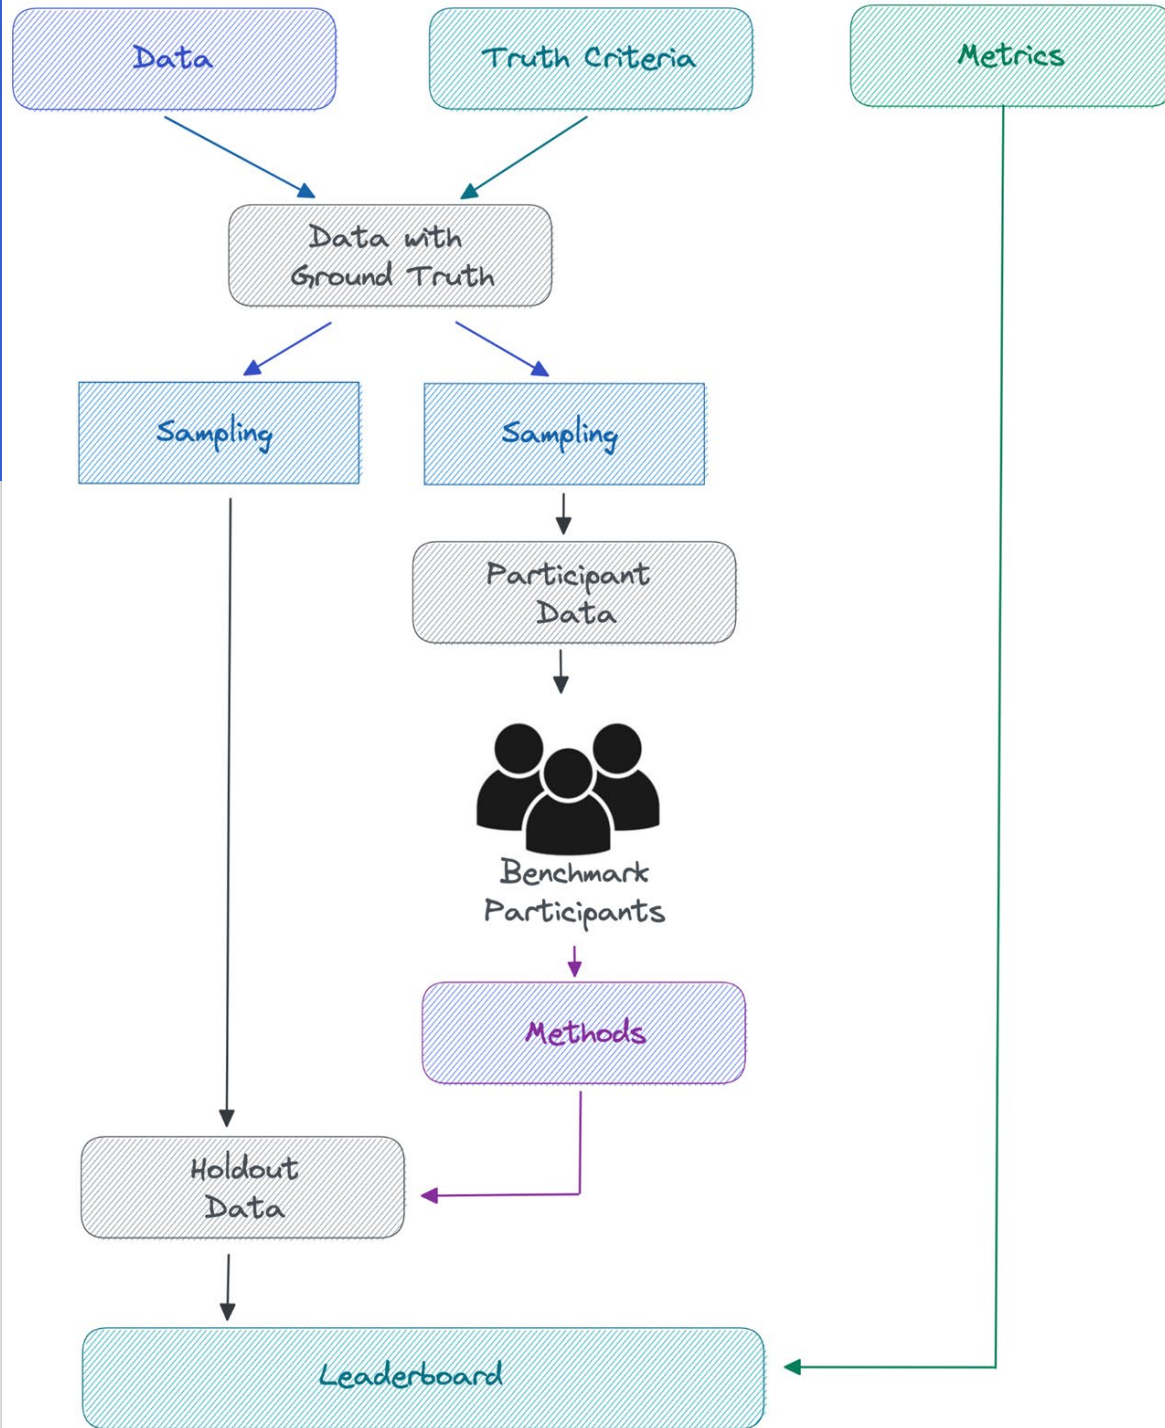 Data
Truth Criteria
Metrics
Data with
Ground Truth
Sampling
Sampling
Participant
Data
Benchmark
Participants
Methods
Holdout
Data
Leaderboard